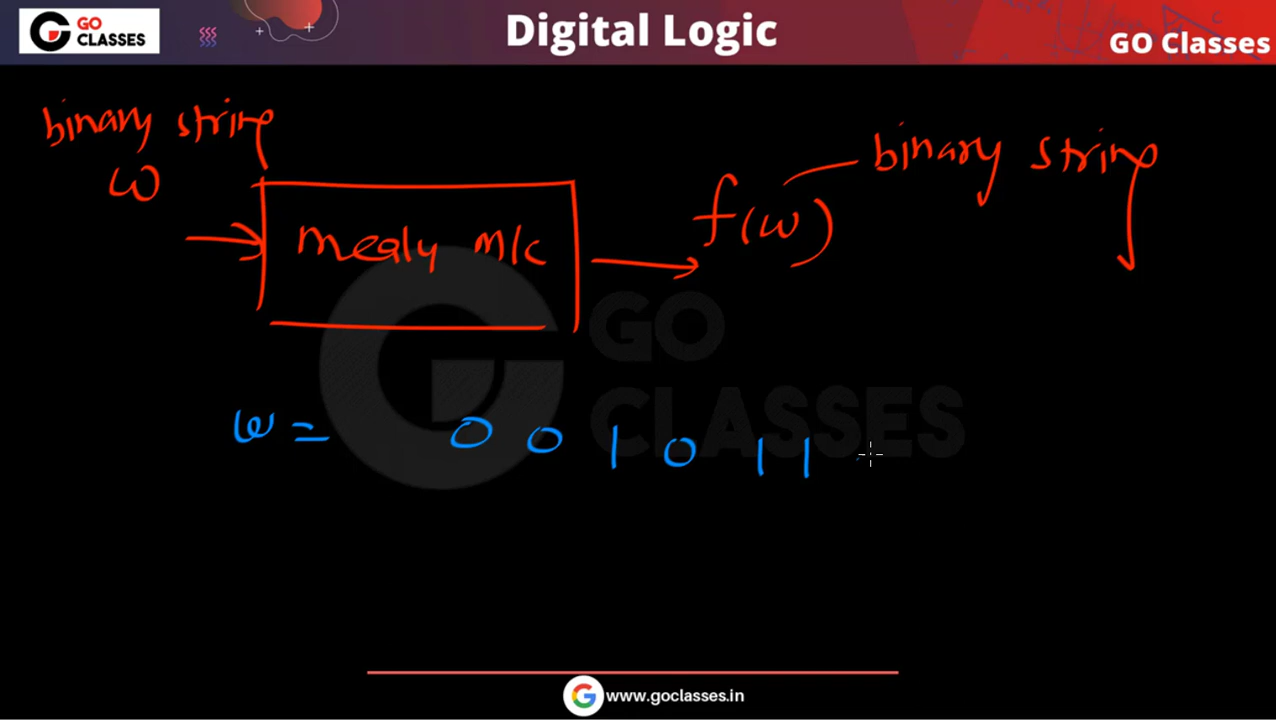 GO
CLASSES
Digital Logic
GO Classes
binary string
ω
mealy M/C
f(ω)
binary string
GO
CLASSES
ω = 0 0 1 0 1 1
www.goclasses.in